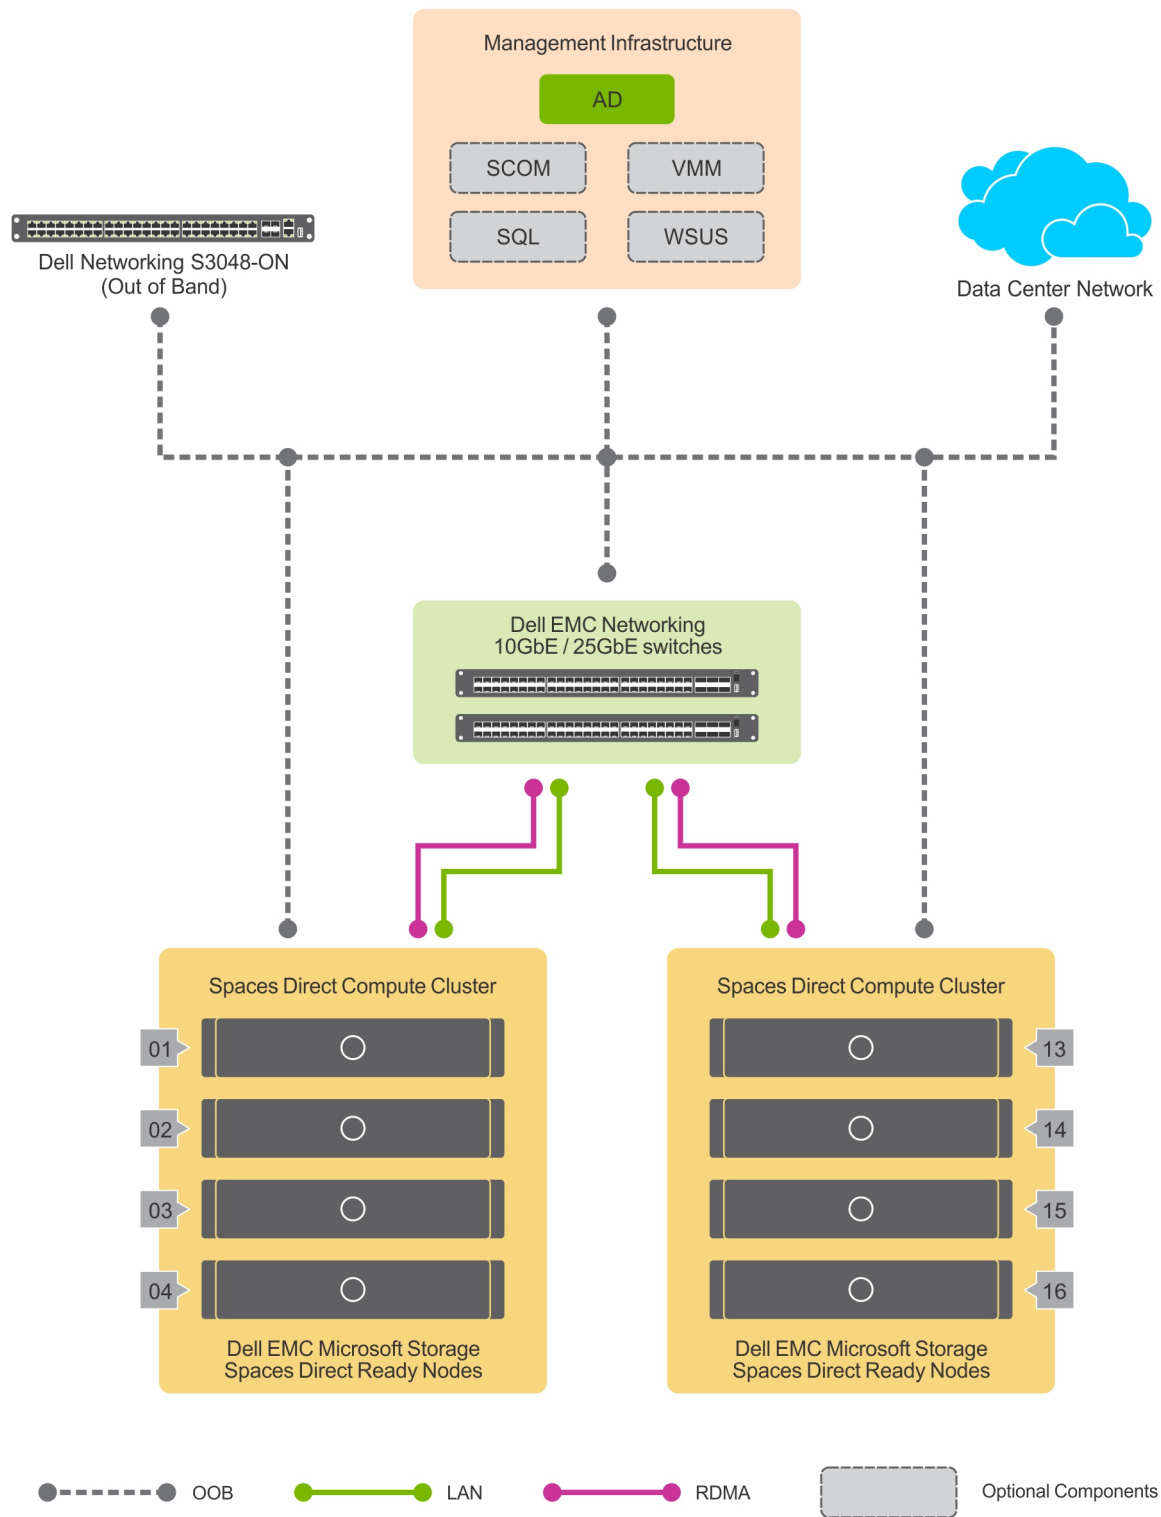 Management Infrastructure
AD
SCOM
VMM
SQL
WSUS
Dell Networking S3048-ON
(Out of Band)
Data Center Network
Dell EMC Networking
10GbE / 25GbE switches
Spaces Direct Compute Cluster
01
02
03
04
Dell EMC Microsoft Storage
Spaces Direct Ready Nodes
Spaces Direct Compute Cluster
13
14
15
16
Dell EMC Microsoft Storage
Spaces Direct Ready Nodes
OOB
LAN
RDMA
Optional Components